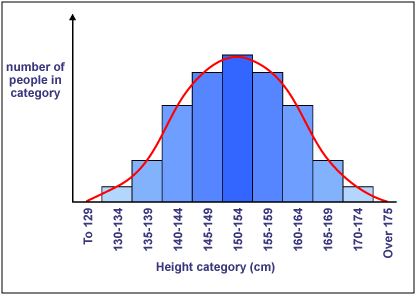 number of
people in
category
To 129
130-134
135-139
140-144
145-149
150-154
155-159
160-164
165-169
170-174
Over 175
Height category (cm)